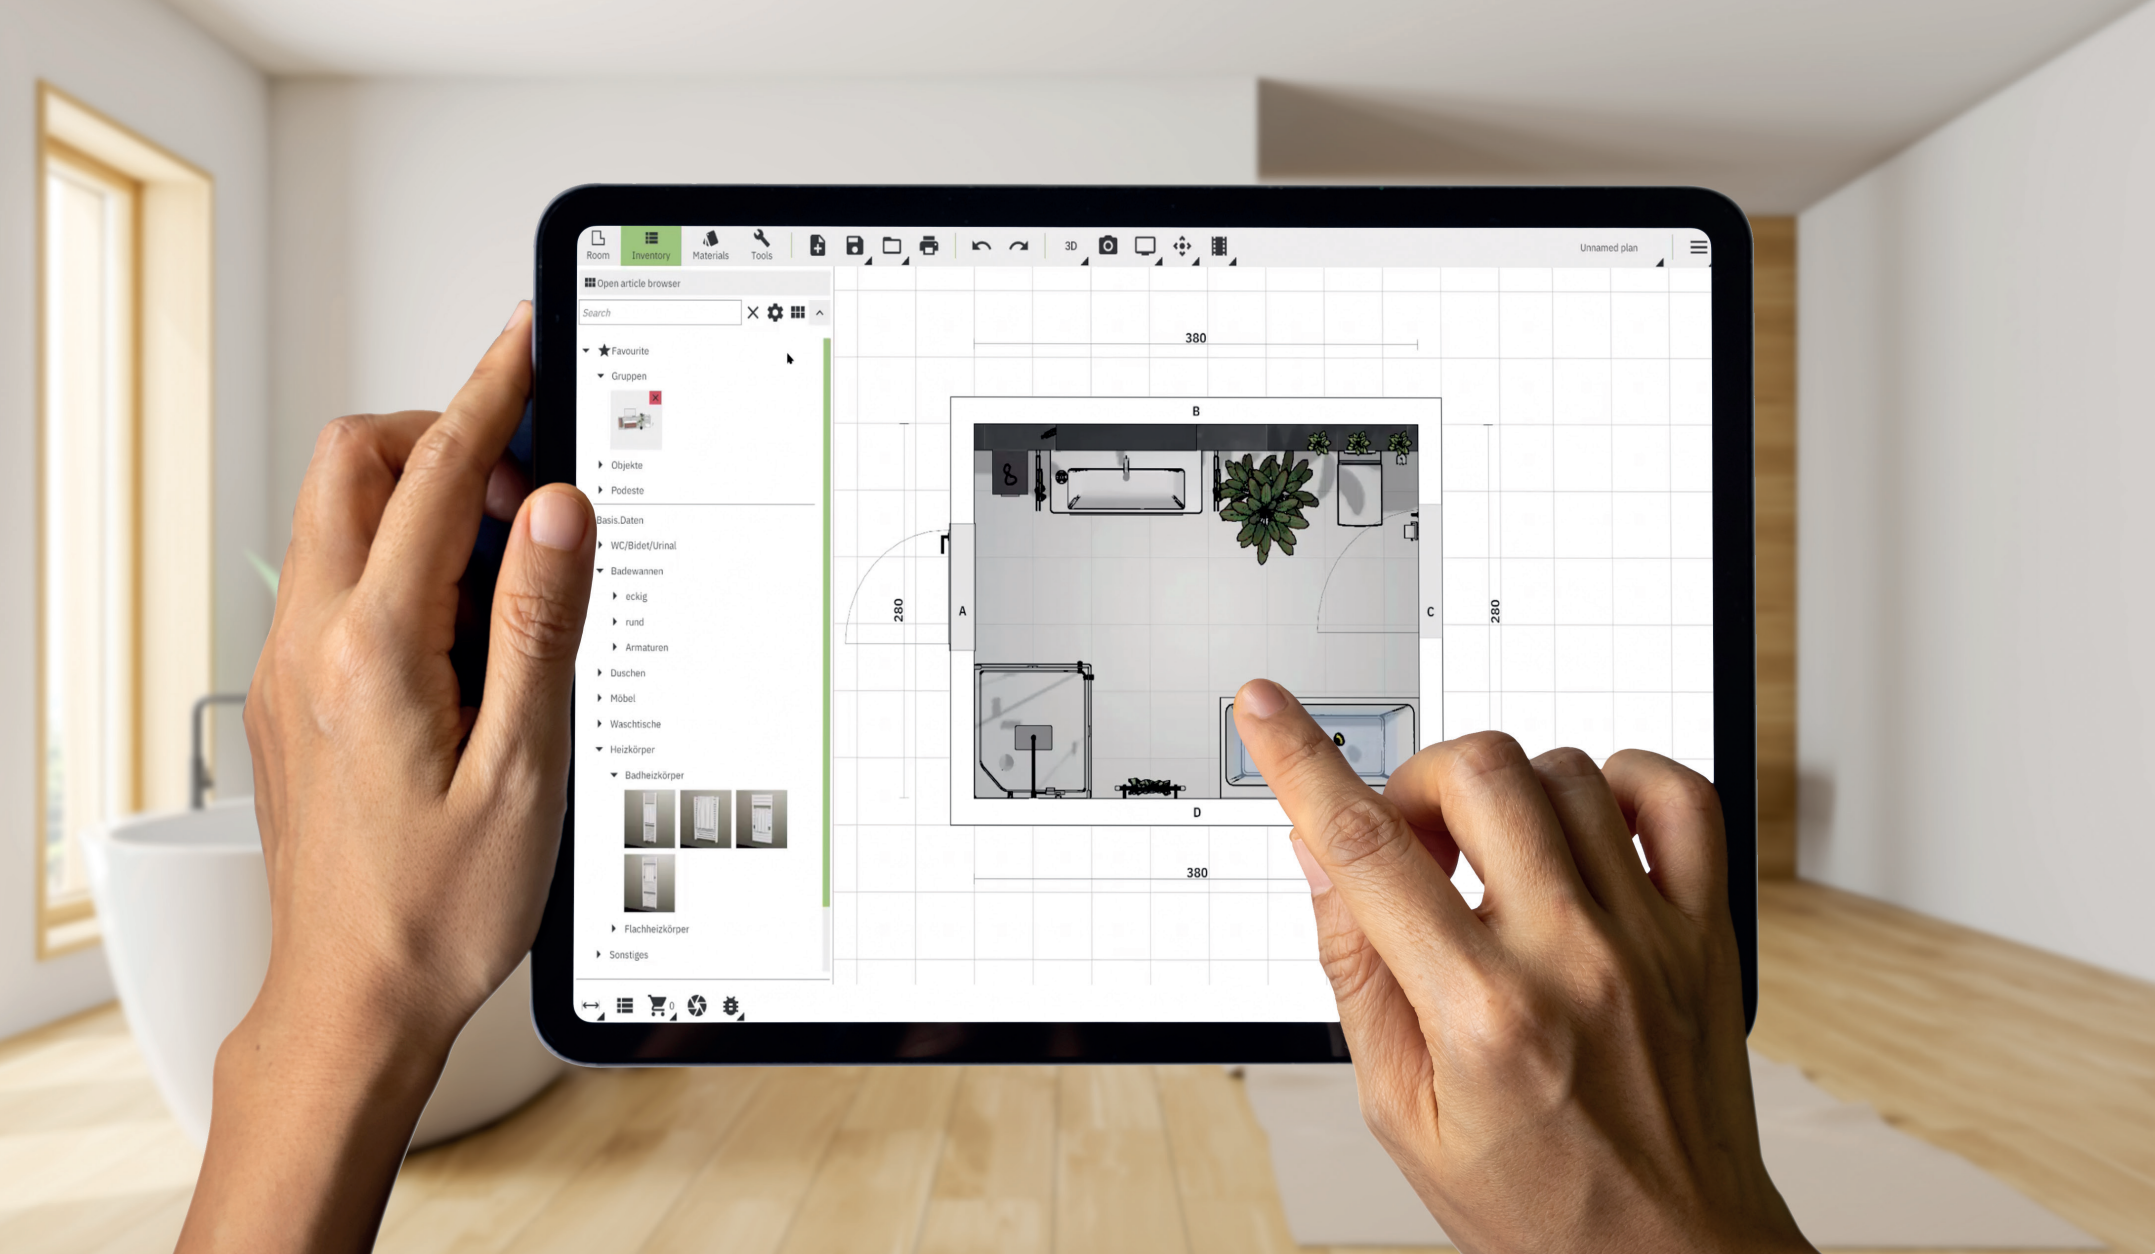 Room
Inventory
Materials
Tools
3D
Unnamed plan
Open article browser
Search
Favourite
Gruppen
Objekte
Podeste
Basis.Daten
WC/Bidet/Urinal
Badewannen
eckig
rund
Armaturen
Duschen
Möbel
Waschtische
Heizkörper
Badheizkörper
Flachheizkörper
Sonstiges
0
380
B
280
A
C
280
D
380